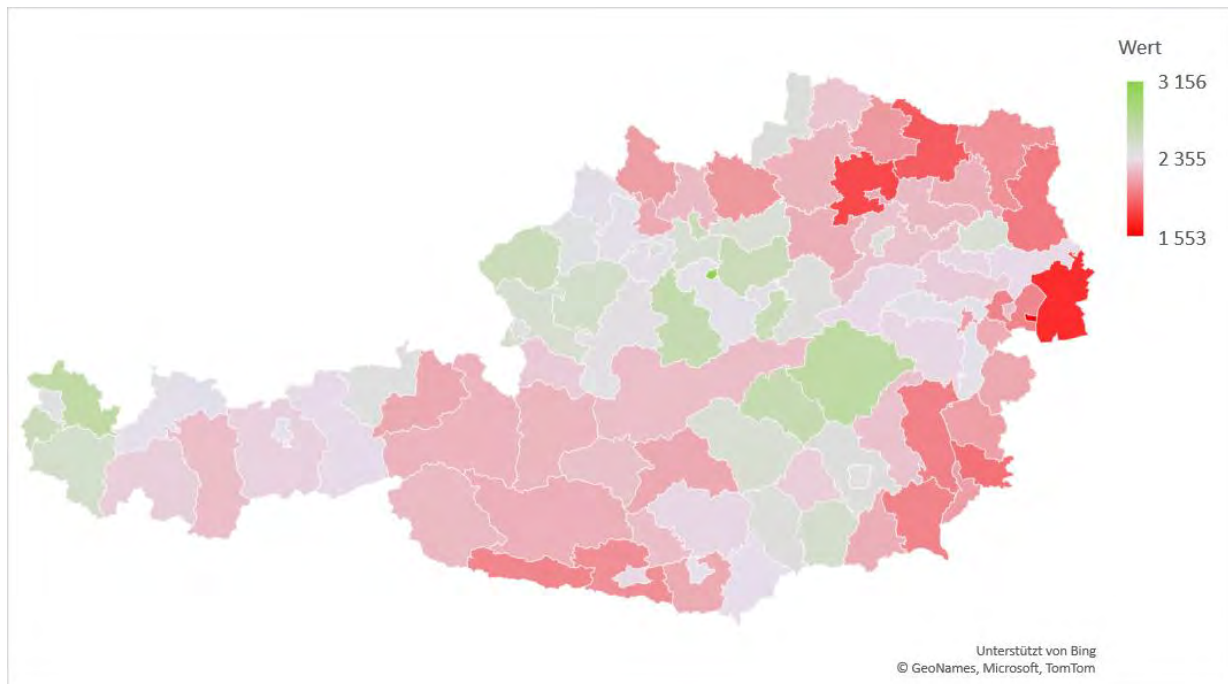 Wert
3 156
2 355
1 553
Unterstützt von Bing
© GeoNames, Microsoft, TomTom